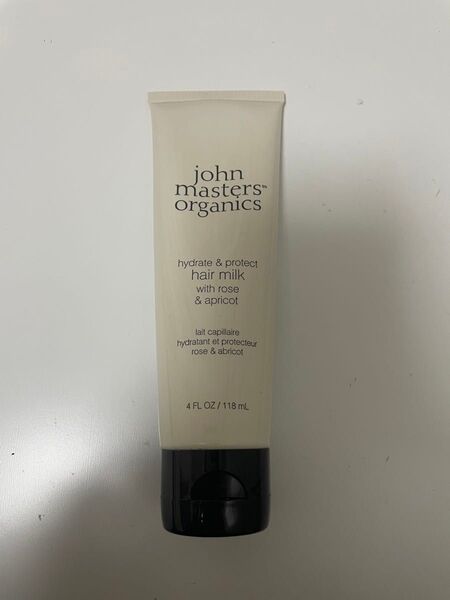 john
masters™
organics
hydrate & protect
hair milk
with rose
& apricot
lait capillaire
hydratant et protecteur
rose & abricot
4 FL OZ / 118 mL